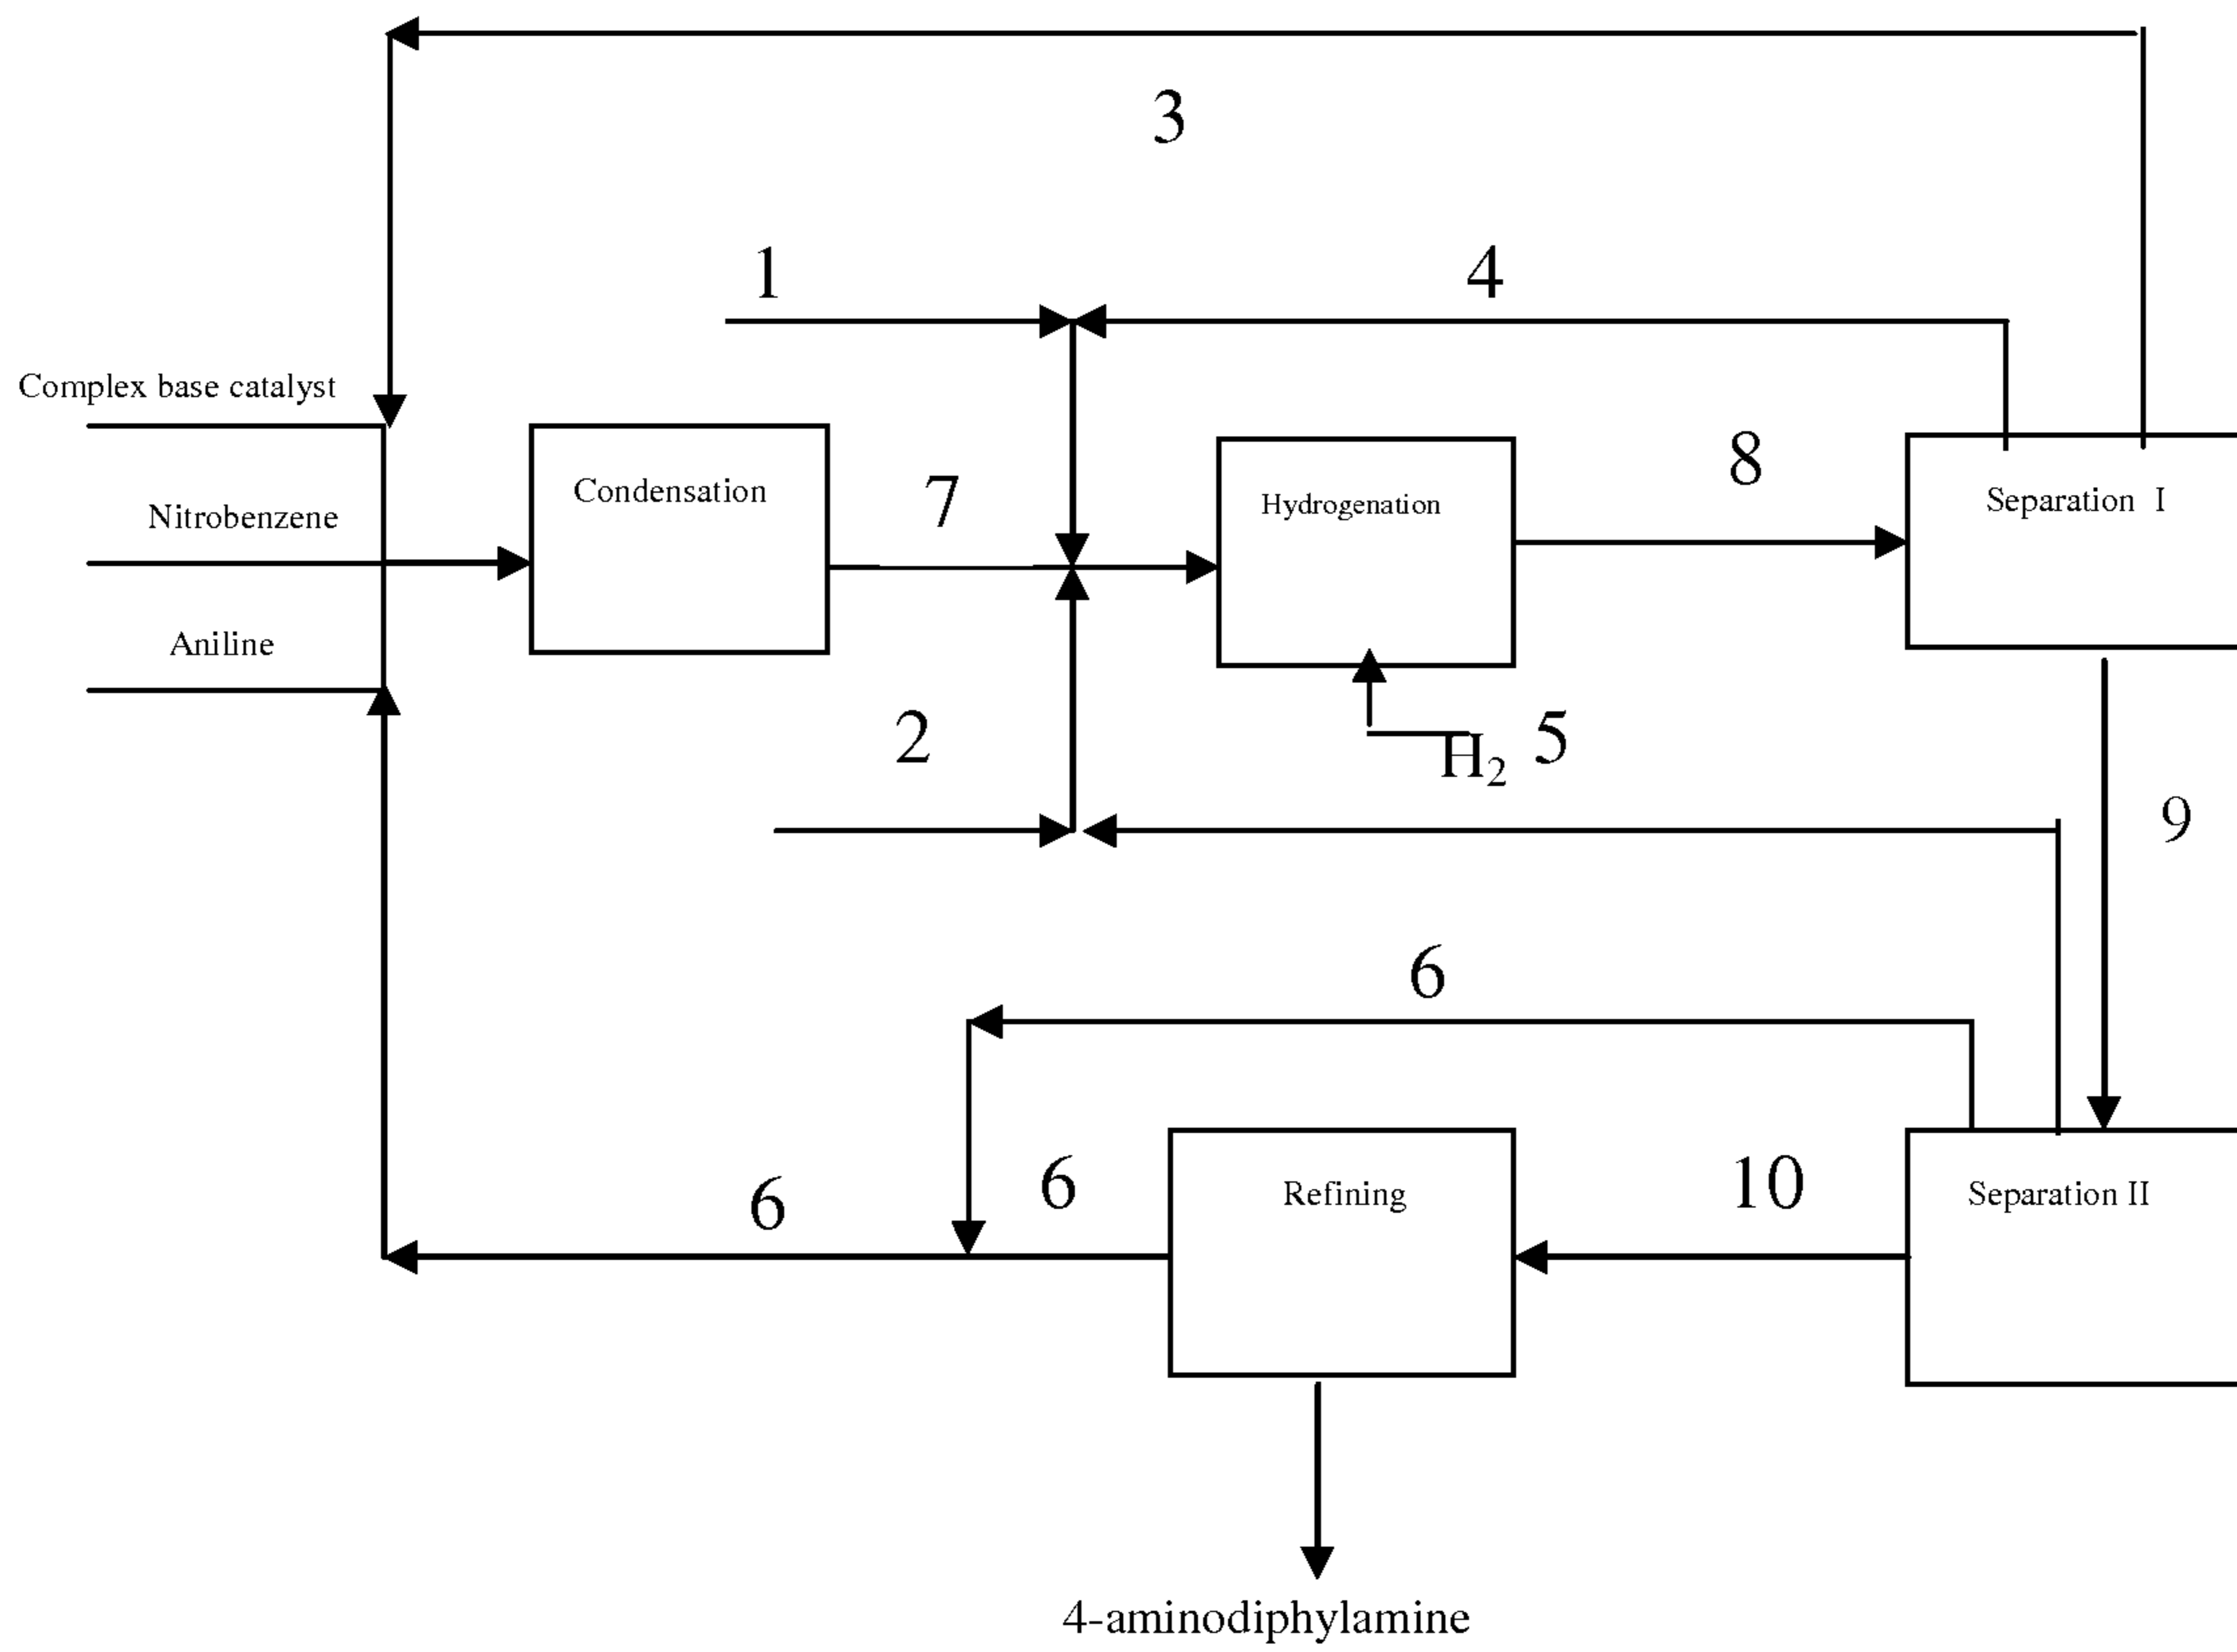 3
1
4
Complex base catalyst
Condensation
7
Hydrogenation
8
Separation I
Nitrobenzene
Aniline
2
H₂ 5
9
6
6
6
Refining
10
Separation II
4-aminodiphylamine